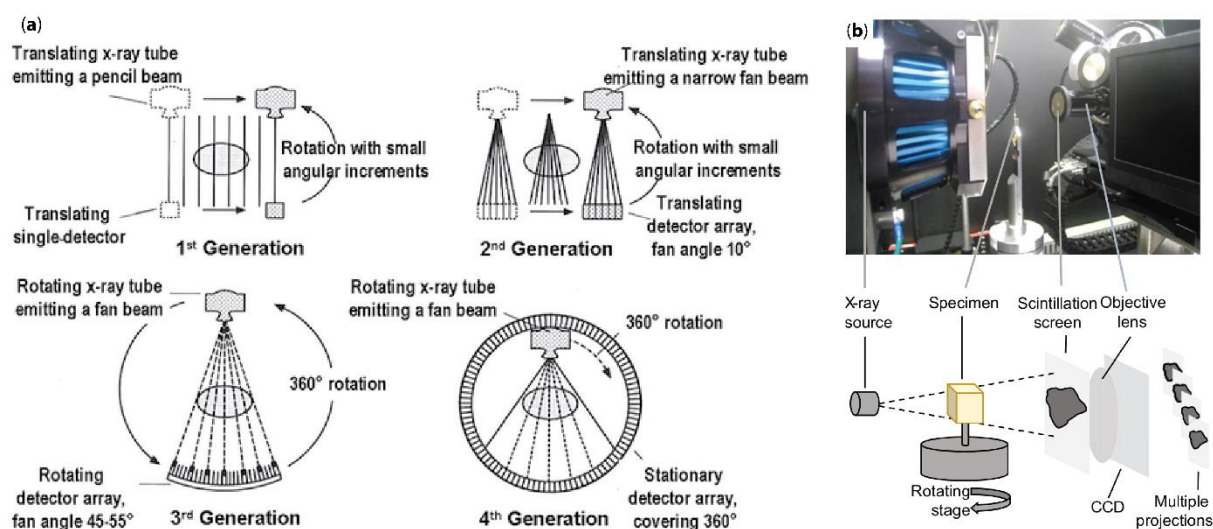 (a)
Translating x-ray tube
emitting a pencil beam
Rotation with small
angular increments
Translating
single-detector
1st Generation
Translating x-ray tube
emitting a narrow fan beam
Rotation with small
angular increments
Translating
detector array,
fan angle 10°
2nd Generation
Rotating x-ray tube
emitting a fan beam
360° rotation
Rotating
detector array,
fan angle 45-55°
3rd Generation
Rotating x-ray tube
emitting a fan beam
360° rotation
Stationary
detector array,
covering 360°
4th Generation
(b)
X-ray
source
Specimen
Scintillation
screen
Objective
lens
Rotating
stage
CCD
Multiple
projections